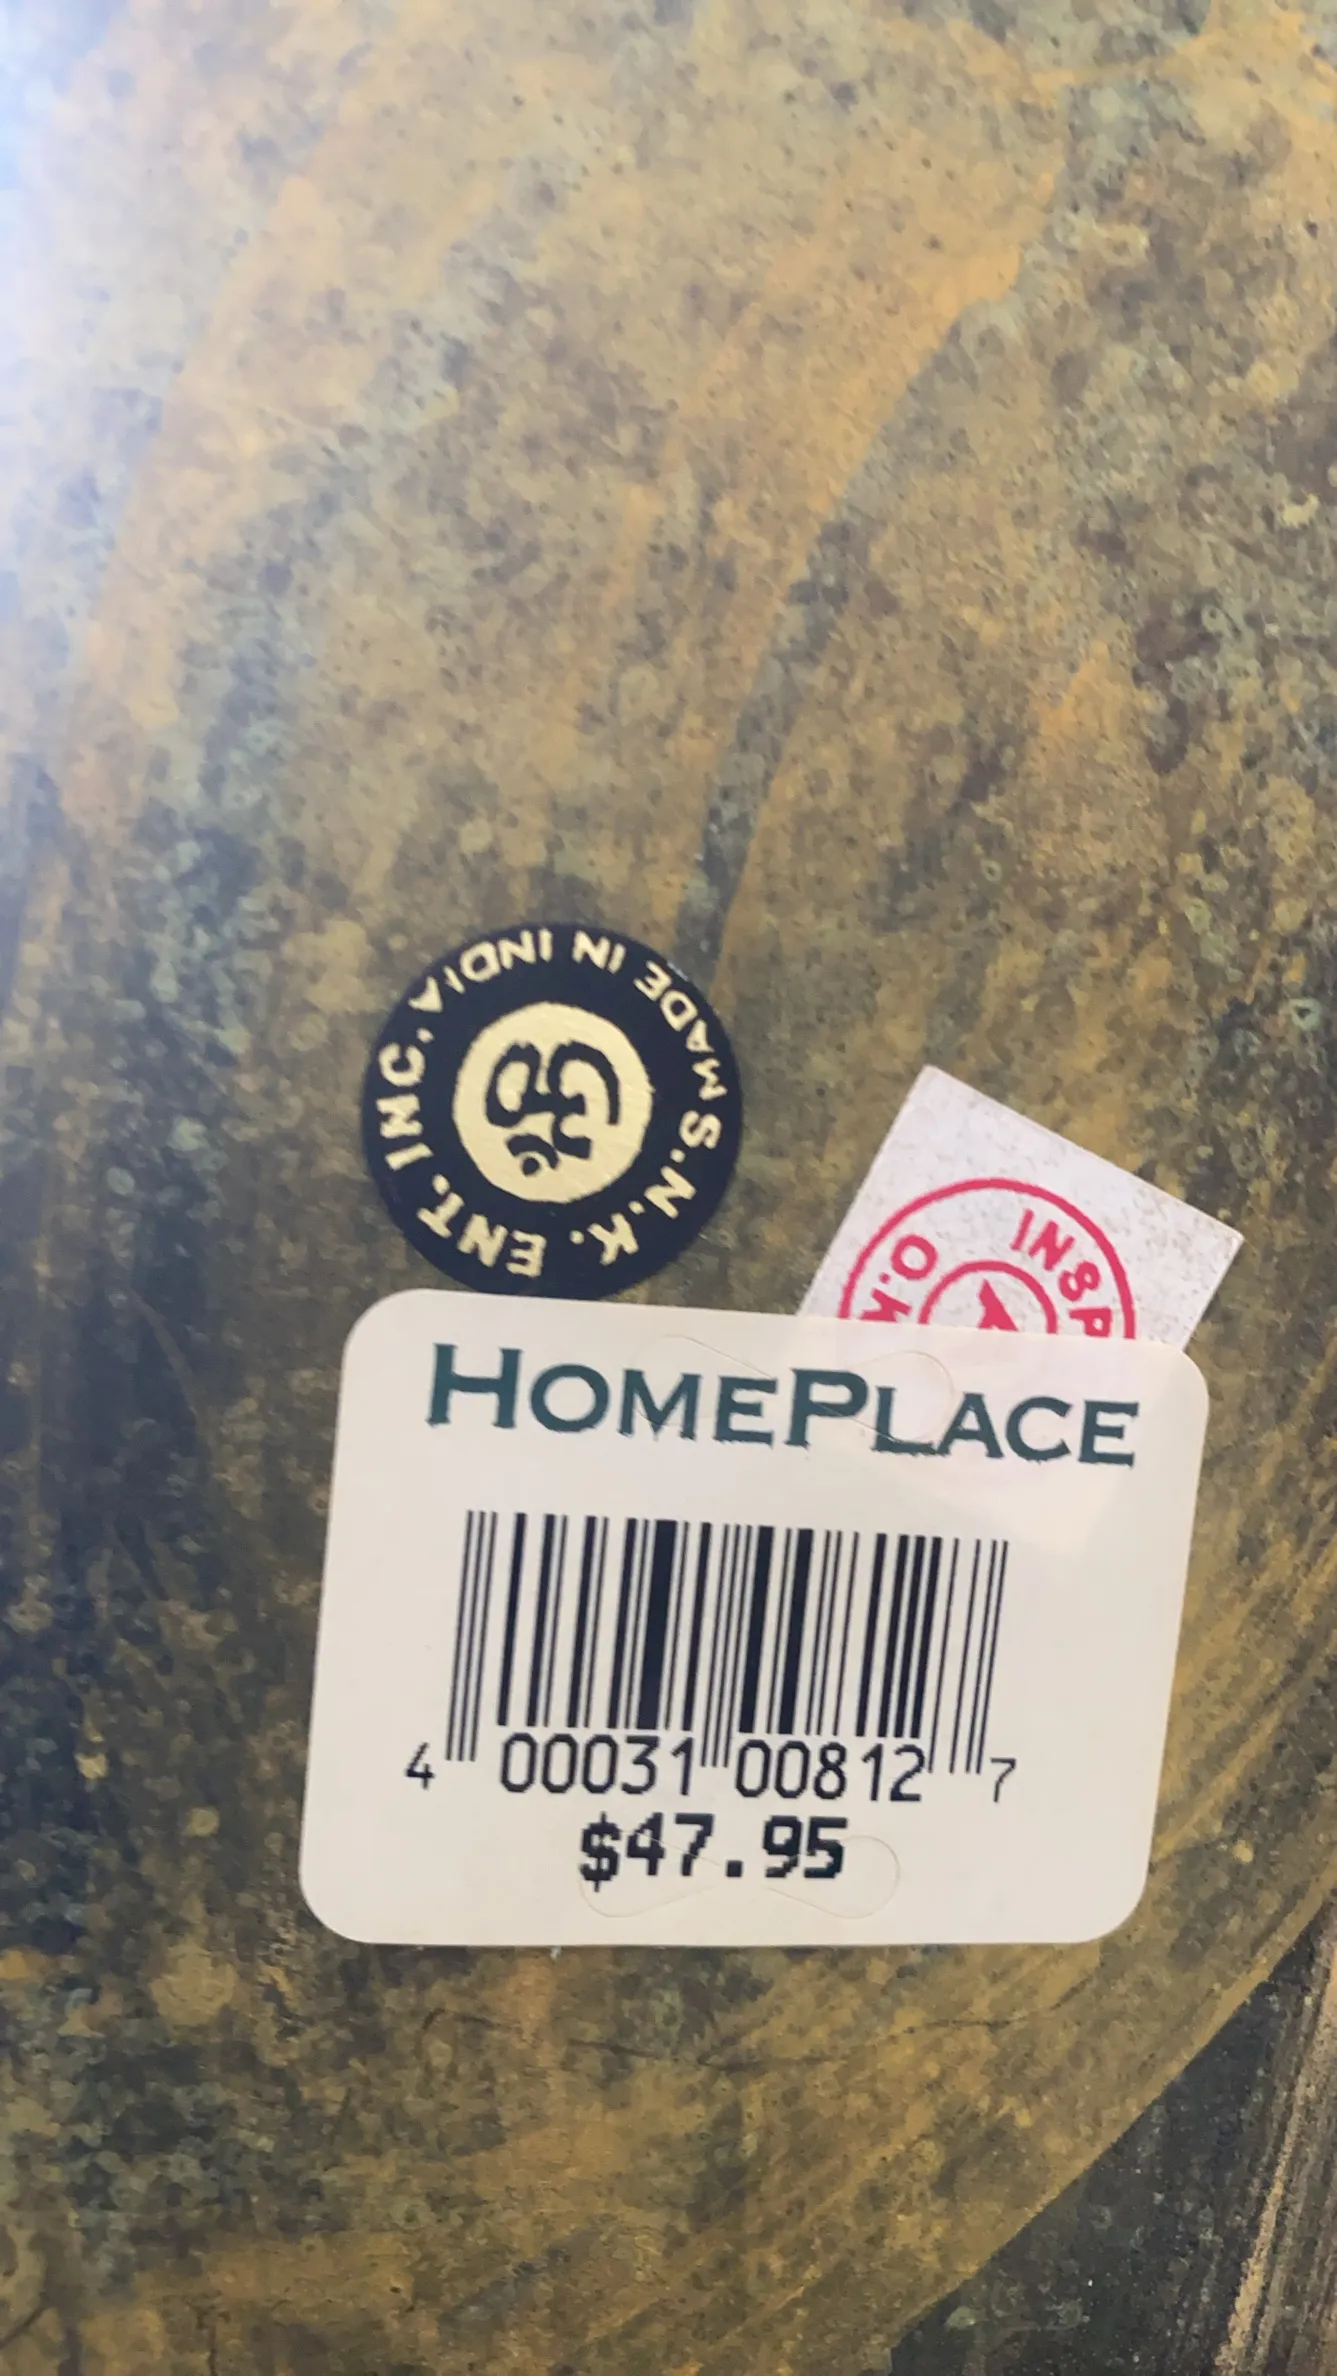 S.N.K. ENT. INC.
MADE IN INDIA
INSP
O.K
HOMEPLACE
4 00031 00812 7
$47.95